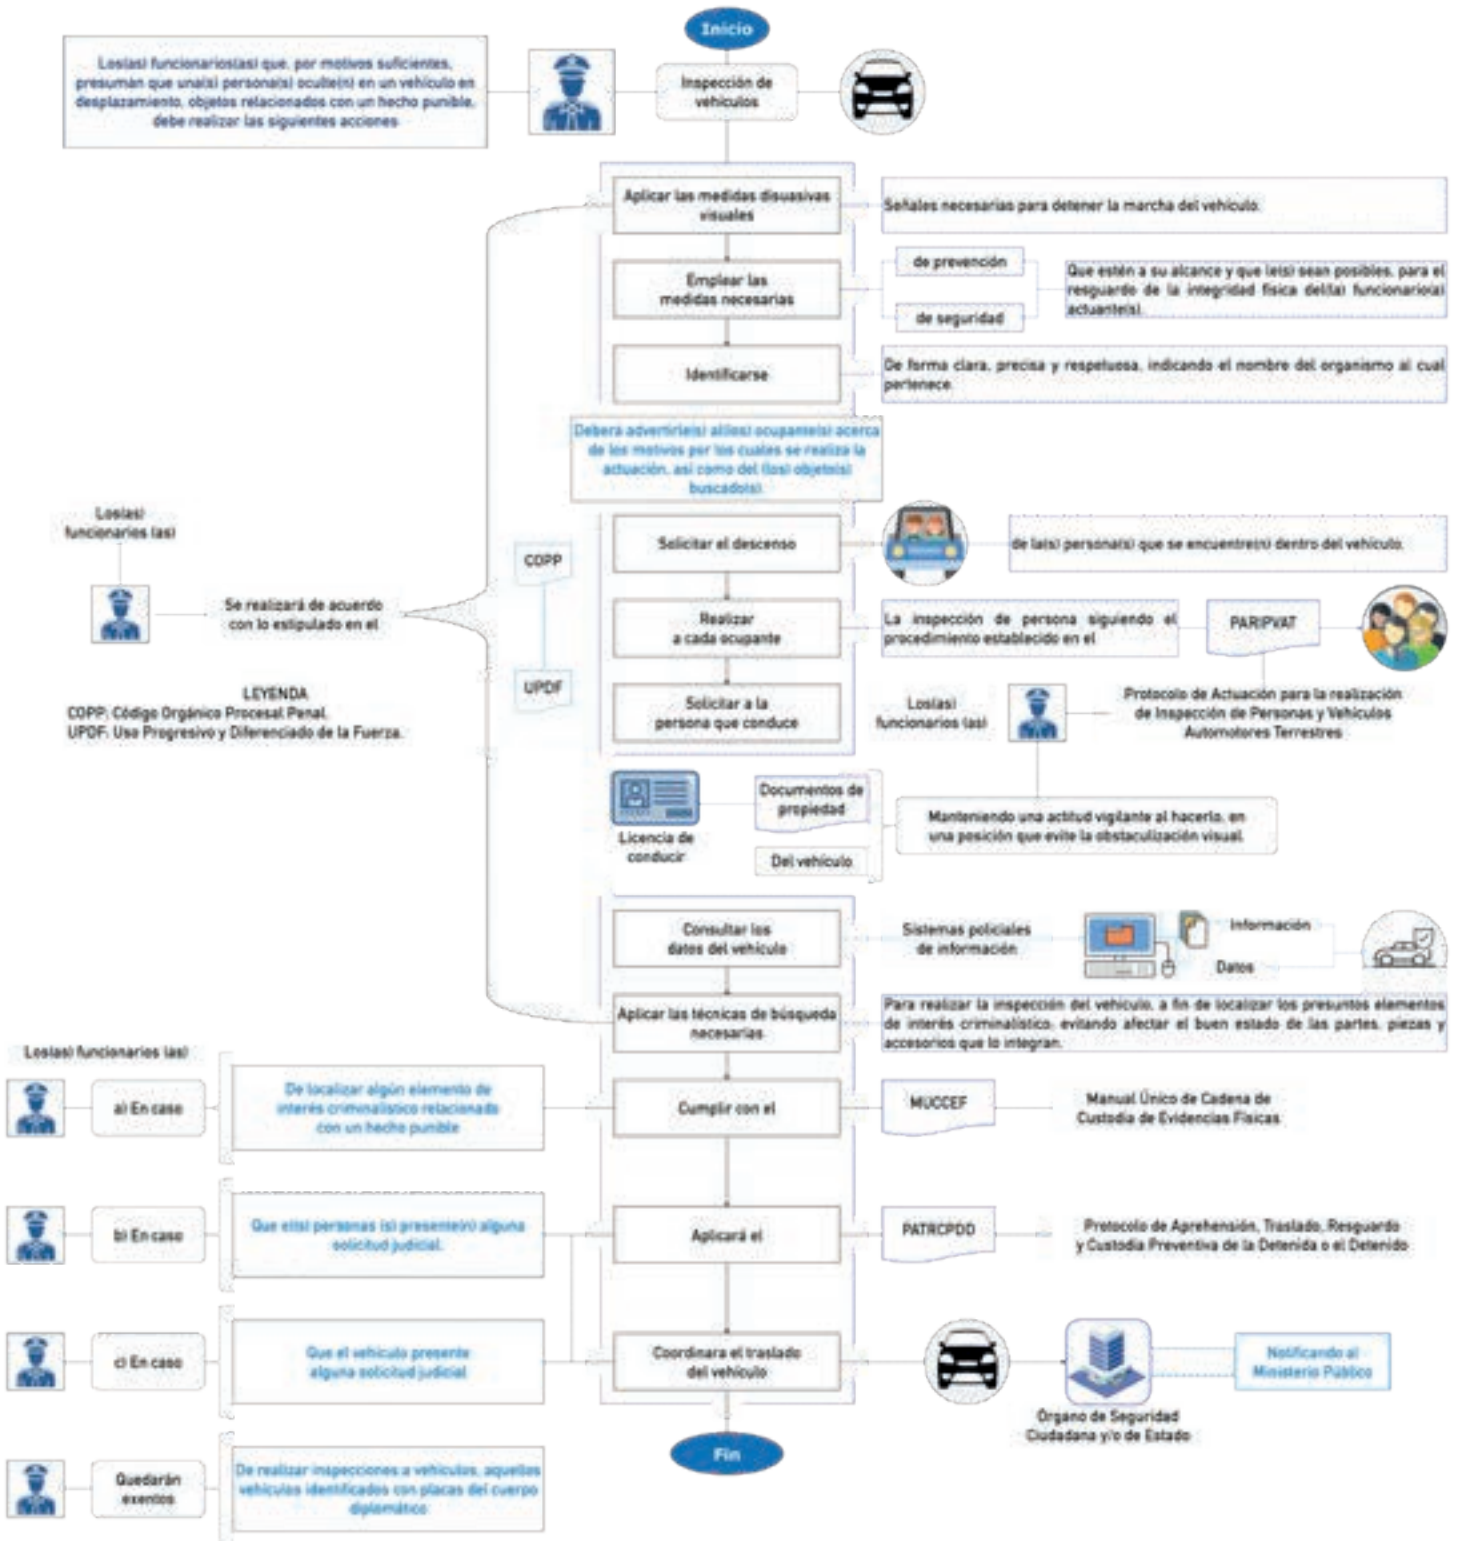 Inicio
Los(as) funcionarios(as) que, por motivos suficientes,
presuman que una(s) persona(s) oculte(n) en un vehículo en
desplazamiento, objetos relacionados con un hecho punible,
debe realizar las siguientes acciones
Inspección de
vehículos
Aplicar las medidas disuasivas
visuales
Señales necesarias para detener la marcha del vehículo.
Emplear las
medidas necesarias
de prevención
de seguridad
Que estén a su alcance y que le(s) sean posibles, para el
resguardo de la integridad física del(la) funcionario(a)
actuante(s).
Identificarse
De forma clara, precisa y respetuosa, indicando el nombre del organismo al cual
pertenece.
Deberá advertirle(s) al(los) ocupante(s) acerca
de los motivos por los cuales se realiza la
actuación, así como del (los) objeto(s)
buscado(s).
Los(as)
funcionarios (as)
Se realizará de acuerdo
con lo estipulado en el
COPP
UPDF
LEYENDA
COPP: Código Orgánico Procesal Penal.
UPDF: Uso Progresivo y Diferenciado de la Fuerza.
Solicitar el descenso
de la(s) persona(s) que se encuentre(n) dentro del vehículo.
Realizar
a cada ocupante
La inspección de persona siguiendo el
procedimiento establecido en el
PARIPVAT
Solicitar a la
persona que conduce
Los(as)
funcionarios (as)
Protocolo de Actuación para la realización
de Inspección de Personas y Vehículos
Automotores Terrestres
Licencia de
conducir
Documentos de
propiedad
Del vehículo
Manteniendo una actitud vigilante al hacerlo, en
una posición que evite la obstaculización visual.
Consultar los
datos del vehículo
Sistemas policiales
de información
Información
Datos
Aplicar las técnicas de búsqueda
necesarias
Para realizar la inspección del vehículo, a fin de localizar los presuntos elementos
de interés criminalístico, evitando afectar el buen estado de las partes, piezas y
accesorios que lo integran.
Los(as) funcionarios (as)
a) En caso
De localizar algún elemento de
interés criminalístico relacionado
con un hecho punible
Cumplir con el
MUCCEF
Manual Único de Cadena de
Custodia de Evidencias Físicas
b) En caso
Que el(s) personas (s) presente(n) alguna
solicitud judicial.
Aplicará el
PATRCPDD
Protocolo de Aprehensión, Traslado, Resguardo
y Custodia Preventiva de la Detenida o el Detenido
c) En caso
Que el vehículo presente
alguna solicitud judicial
Coordinara el traslado
del vehículo
Órgano de Seguridad
Ciudadana y/o de Estado
Notificando al
Ministerio Público
Fin
Quedarán
exentos
De realizar inspecciones a vehículos, aquellos
vehículos identificados con placas del cuerpo
diplomático